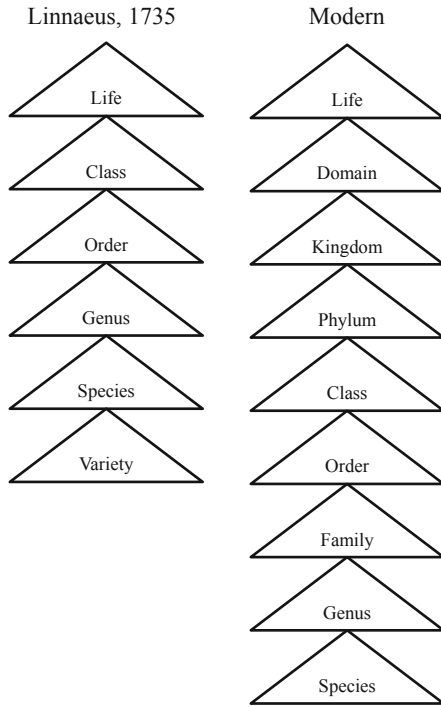 Linnaeus, 1735
Life
Class
Order
Genus
Species
Variety
Modern
Life
Domain
Kingdom
Phylum
Class
Order
Family
Genus
Species